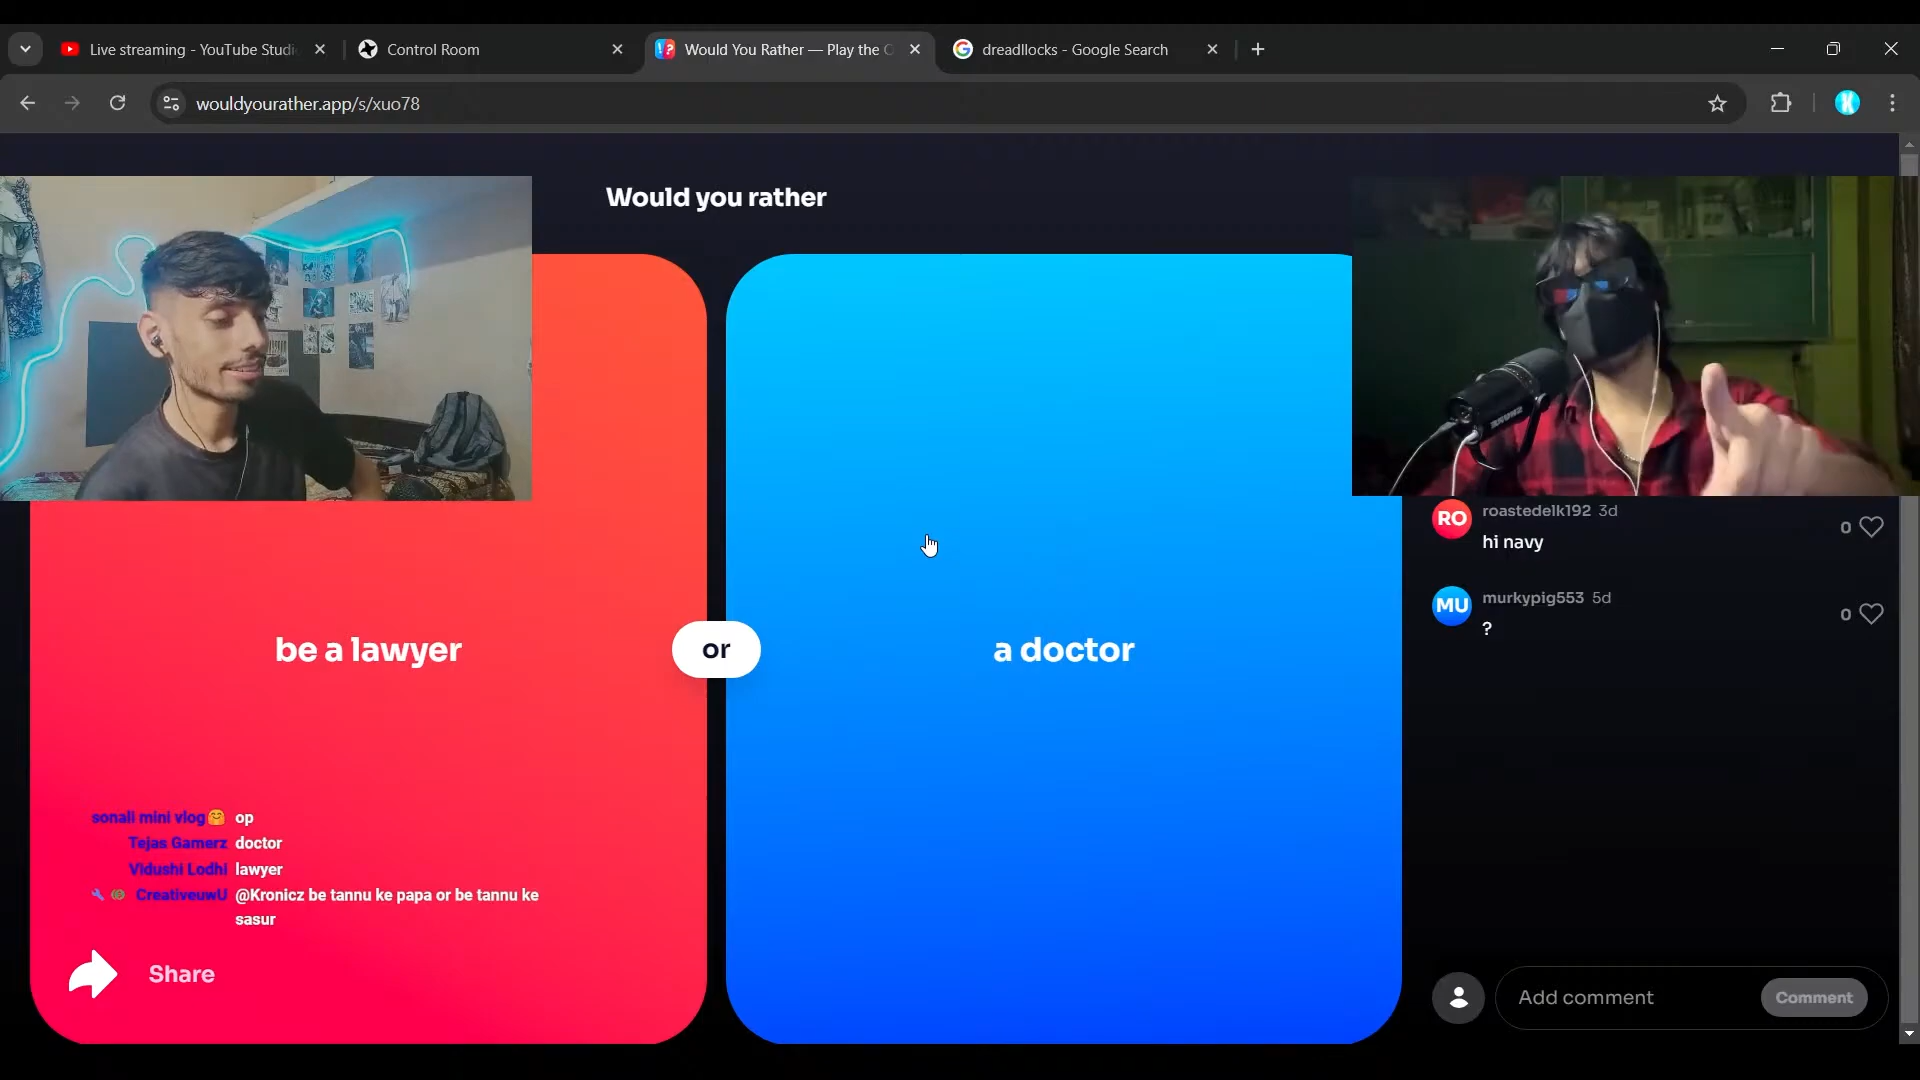 Live streaming - YouTube Studi
Control Room
Would You Rather — Play the
dreadllocks - Google Search
wouldyourather.app/s/xuo78
K
Would you rather
be a lawyer
or
a doctor
RO
roastedelk192 3d
hi navy
0
MU
murkypig553 5d
?
0
sonali mini vlog🤗 op
Tejas Gamerz doctor
Vidushi Lodhi lawyer
CreativeuwU @Kronicz be tannu ke papa or be tannu ke
sasur
Share
Add comment
Comment